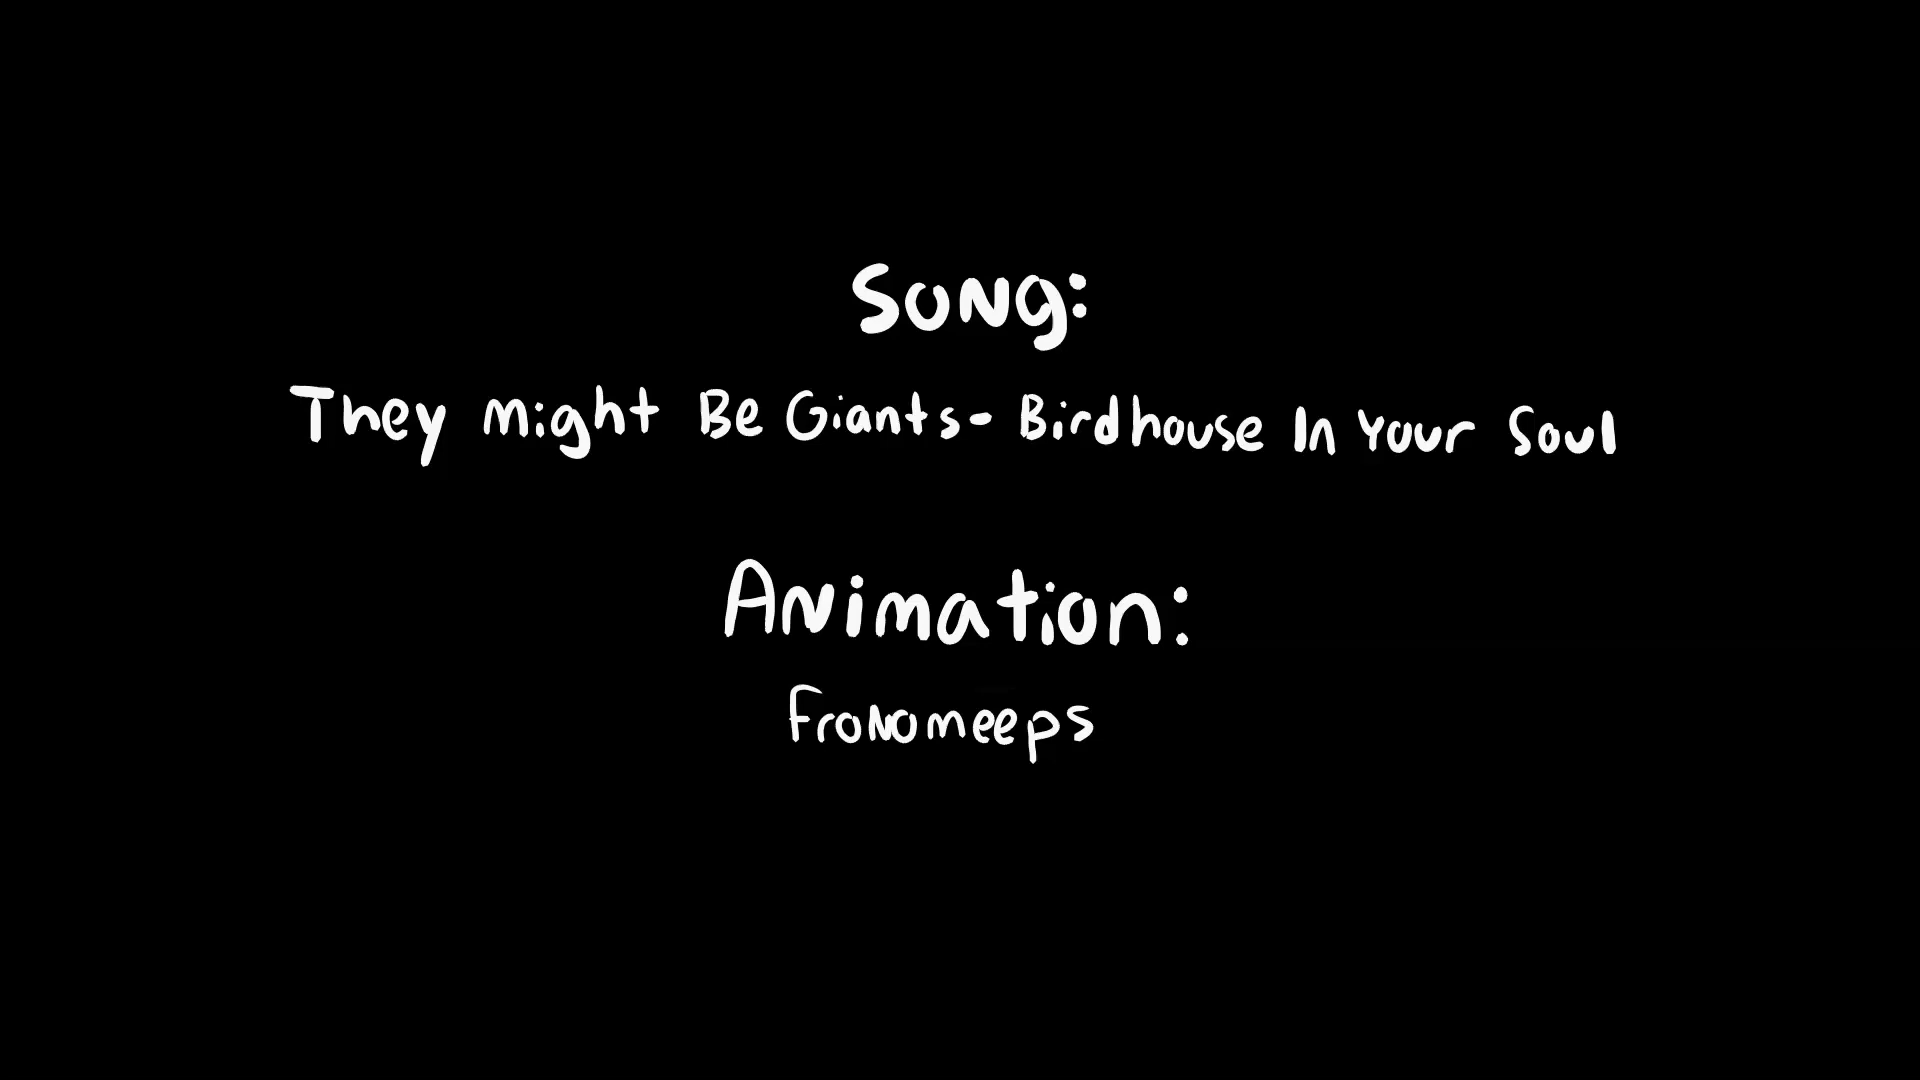 Song:
They Might Be Giants- Birdhouse In Your Soul
Animation:
Fronomeeps